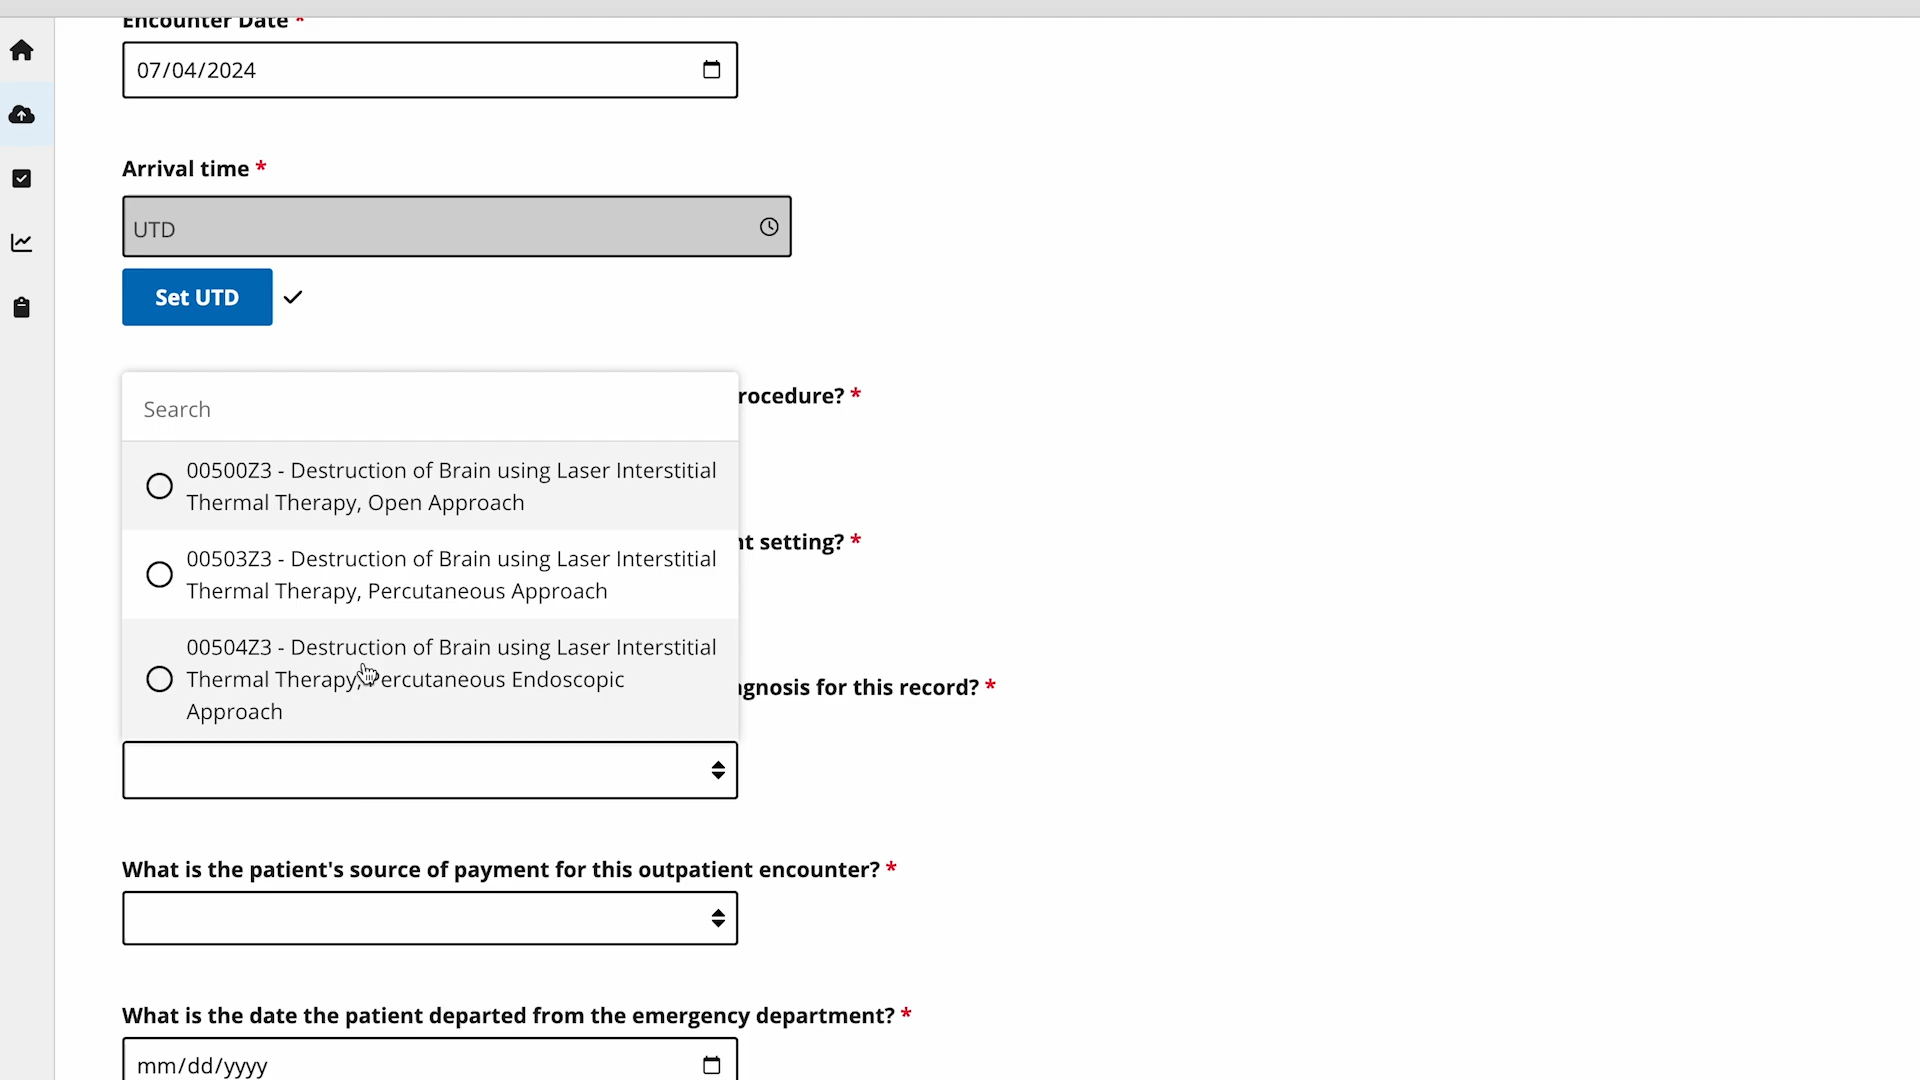 Encounter Date *
07/04/2024
Arrival time *
UTD
Set UTD
Search
rocedure? *
00500Z3 - Destruction of Brain using Laser Interstitial
Thermal Therapy, Open Approach
nt setting? *
00503Z3 - Destruction of Brain using Laser Interstitial
Thermal Therapy, Percutaneous Approach
00504Z3 - Destruction of Brain using Laser Interstitial
Thermal Therapy, Percutaneous Endoscopic
Approach
agnosis for this record? *
What is the patient's source of payment for this outpatient encounter? *
What is the date the patient departed from the emergency department? *
mm/dd/yyyy